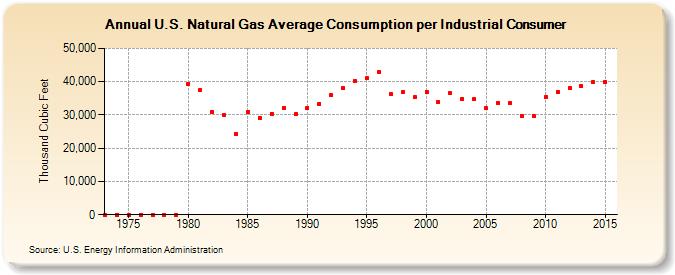 Annual U.S. Natural Gas Average Consumption per Industrial Consumer
Thousand Cubic Feet
50,000
40,000
30,000
20,000
10,000
0
1975 1980 1985 1990 1995 2000 2005 2010 2015
Source: U.S. Energy Information Administration